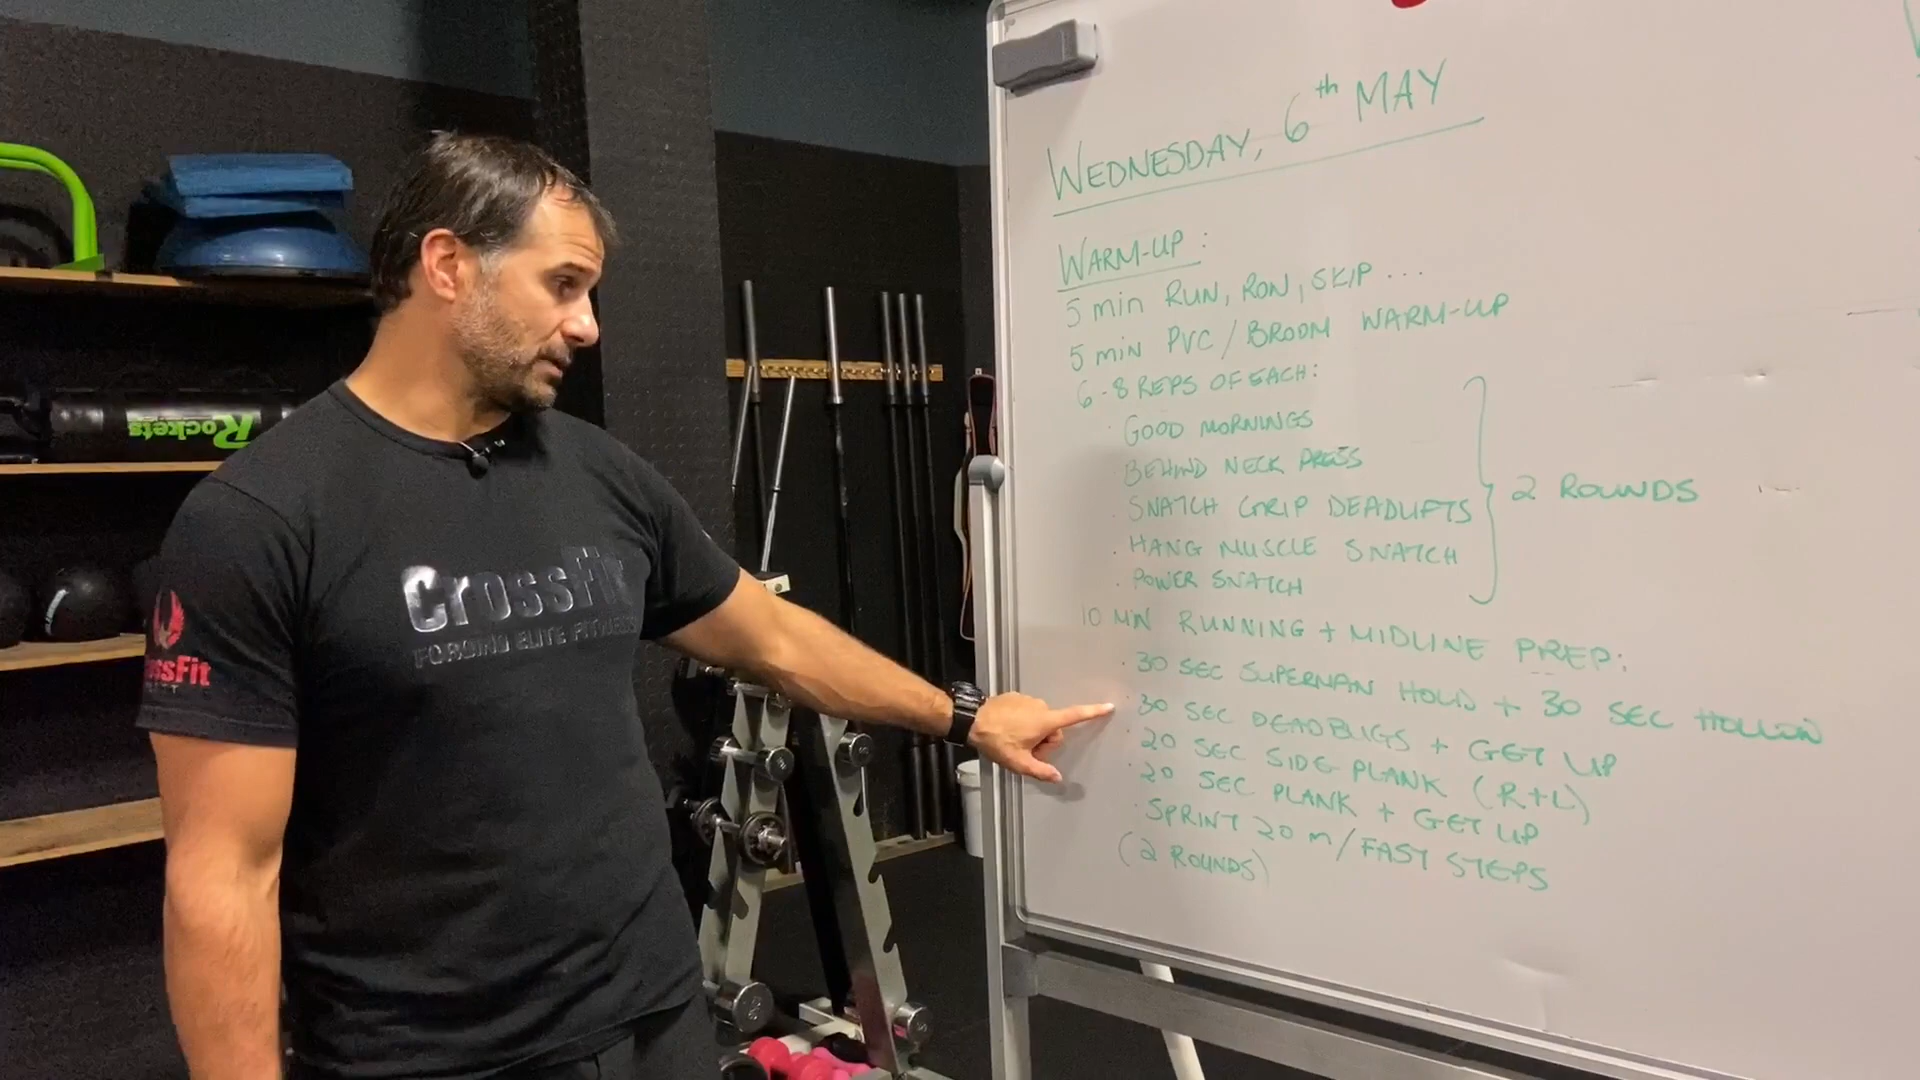 WEDNESDAY, 6th MAY
WARM-UP:
5 min RUN, ROW, SKIP ...
5 min PVC / BROOM WARM-UP
6-8 REPS OF EACH:
· GOOD MORNINGS
· BEHIND NECK PRESS
· SNATCH GRIP DEADLIFTS
· HANG MUSCLE SNATCH
· POWER SNATCH
2 ROUNDS
10 MIN RUNNING + MIDLINE PREP:
· 30 SEC SUPERMAN HOLD + 30 SEC HOLLOW
· 30 SEC DEADBUGS + GET UP
· 20 SEC SIDE PLANK (R+L)
· 20 SEC PLANK + GET UP
· SPRINT 20 m / FAST STEPS
(2 ROUNDS)
CrossFit
FORGING ELITE FITNESS
Rockets